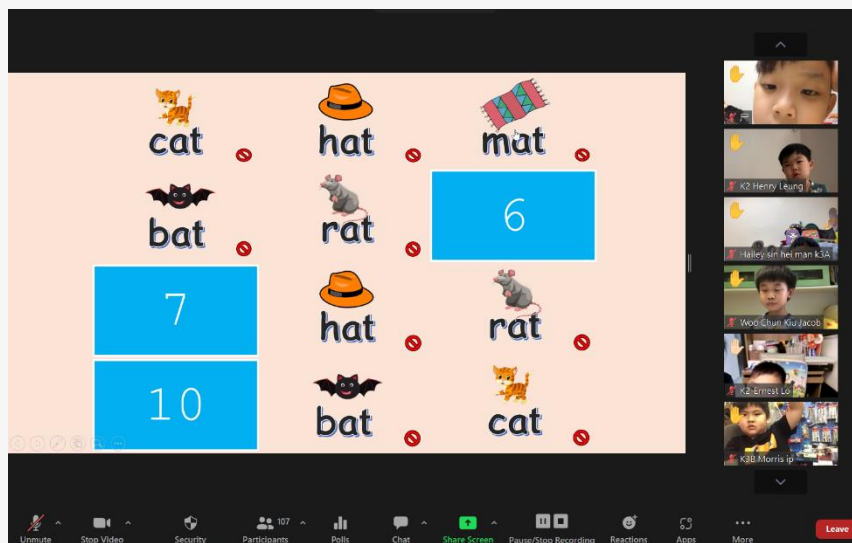 cat hat mat
bat rat 6
7 hat rat
10 bat cat
K2 Henry Leung
Hailey sin hei man k3A
Woo Chun Kiu Jacob
K2-Ernest Lo
K3B Morris ip
Unmute Stop Video Security Participants 107 Polls Chat Share Screen Pause/Stop Recording Reactions Apps More Leave